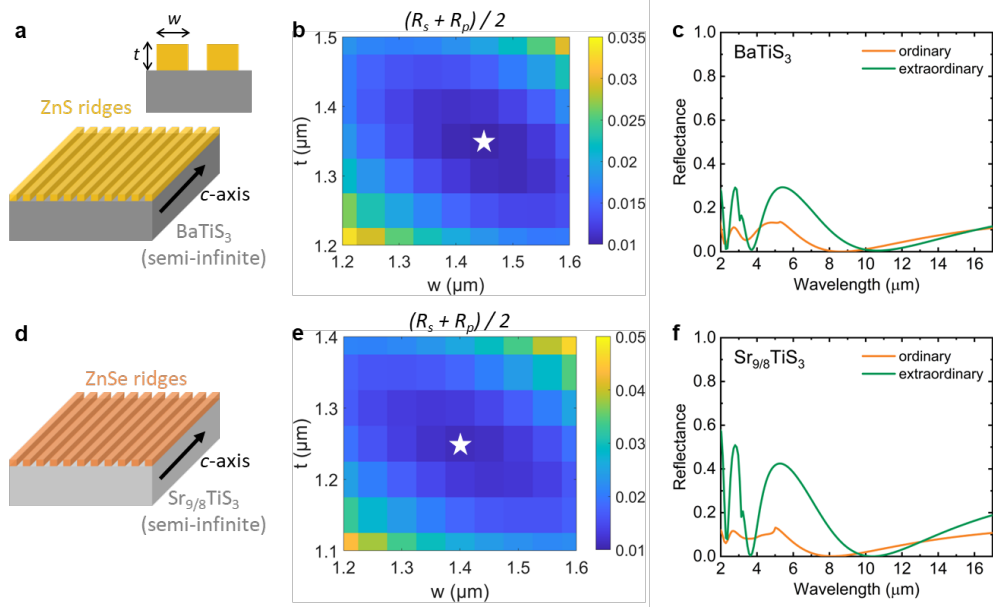 a
w
t
ZnS ridges
c-axis
BaTiS₃
(semi-infinite)
b
(Rₛ + Rₚ) / 2
1.5
1.4
1.3
1.2
t (μm)
1.2
1.3
1.4
1.5
1.6
w (μm)
0.035
0.03
0.025
0.02
0.015
0.01
c
BaTiS₃
ordinary
extraordinary
1.0
0.8
0.6
0.4
0.2
0.0
Reflectance
2
4
6
8
10
12
14
16
Wavelength (μm)
d
ZnSe ridges
c-axis
Sr₉/₈TiS₃
(semi-infinite)
e
(Rₛ + Rₚ) / 2
1.4
1.3
1.2
1.1
t (μm)
1.2
1.3
1.4
1.5
1.6
w (μm)
0.05
0.04
0.03
0.02
0.01
f
Sr₉/₈TiS₃
ordinary
extraordinary
1.0
0.8
0.6
0.4
0.2
0.0
Reflectance
2
4
6
8
10
12
14
16
Wavelength (μm)